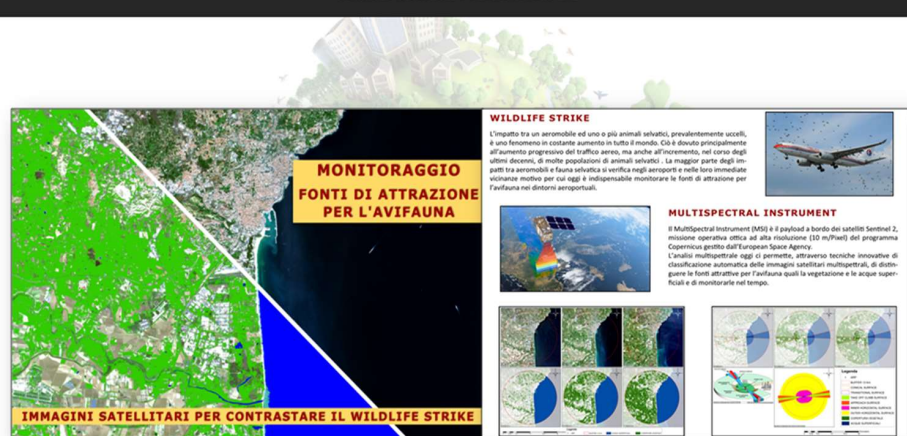 MONITORAGGIO
FONTI DI ATTRAZIONE
PER L'AVIFAUNA
IMMAGINI SATELLITARI PER CONTRASTARE IL WILDLIFE STRIKE
WILDLIFE STRIKE
L'impatto tra un aeromobile ed uno o più animali selvatici, prevalentemente uccelli,
è uno fenomeno in costante aumento in tutto il mondo. Ciò è dovuto principalmente
all'aumento progressivo del traffico aereo, ma anche all'incremento, nel corso degli
ultimi decenni, di molte popolazioni di animali selvatici . La maggior parte degli im-
patti tra aeromobili e fauna selvatica si verifica negli aeroporti e nelle loro immediate
vicinanze motivo per cui oggi è indispensabile monitorare le fonti di attrazione per
l'avifauna nei dintorni aeroportuali.
MULTISPECTRAL INSTRUMENT
Il MultiSpectral Instrument (MSI) è il payload a bordo dei satelliti Sentinel 2,
missione operativa ottica ad alta risoluzione (10 m/Pixel) del programma
Copernicus gestito dall'European Space Agency.
L'analisi multispettrale oggi ci permette, attraverso tecniche innovative di
classificazione automatica delle immagini satellitari multispettrali, di distin-
guere le fonti attrattive per l'avifauna quali la vegetazione e le acque super-
ficiali e di monitorarle nel tempo.
Legenda